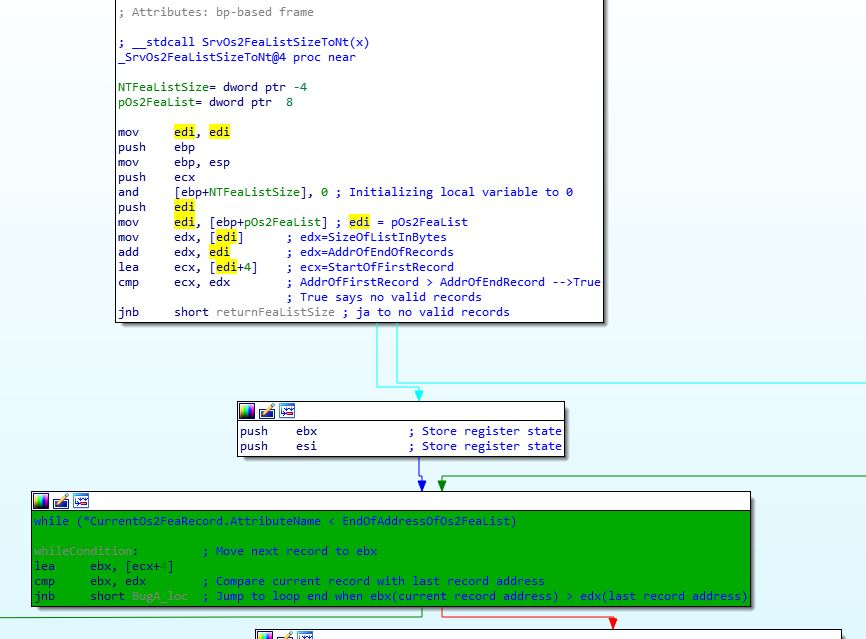 ; Attributes: bp-based frame
; __stdcall SrvOs2FeaListSizeToNt(x)
_SrvOs2FeaListSizeToNt@4 proc near
NTFeaListSize= dword ptr -4
pOs2FeaList= dword ptr  8
mov     edi, edi
push    ebp
mov     ebp, esp
push    ecx
and     [ebp+NTFeaListSize], 0 ; Initializing local variable to 0
push    edi
mov     edi, [ebp+pOs2FeaList] ; edi = pOs2FeaList
mov     edx, [edi]      ; edx=SizeOfListInBytes
add     edx, edi        ; edx=AddrOfEndOfRecords
lea     ecx, [edi+4]    ; ecx=StartOfFirstRecord
cmp     ecx, edx        ; AddrOfFirstRecord > AddrOfEndRecord -->True
; True says no valid records
jnb     short returnFeaListSize ; ja to no valid records
push    ebx             ; Store register state
push    esi             ; Store register state
while (*CurrentOs2FeaRecord.AttributeName < EndOfAddressOfOs2FeaList)
whileCondition:         ; Move next record to ebx
lea     ebx, [ecx+4]
cmp     ebx, edx        ; Compare current record with last record address
jnb     short BugA_loc  ; Jump to loop end when ebx(current record address) > edx(last record address)